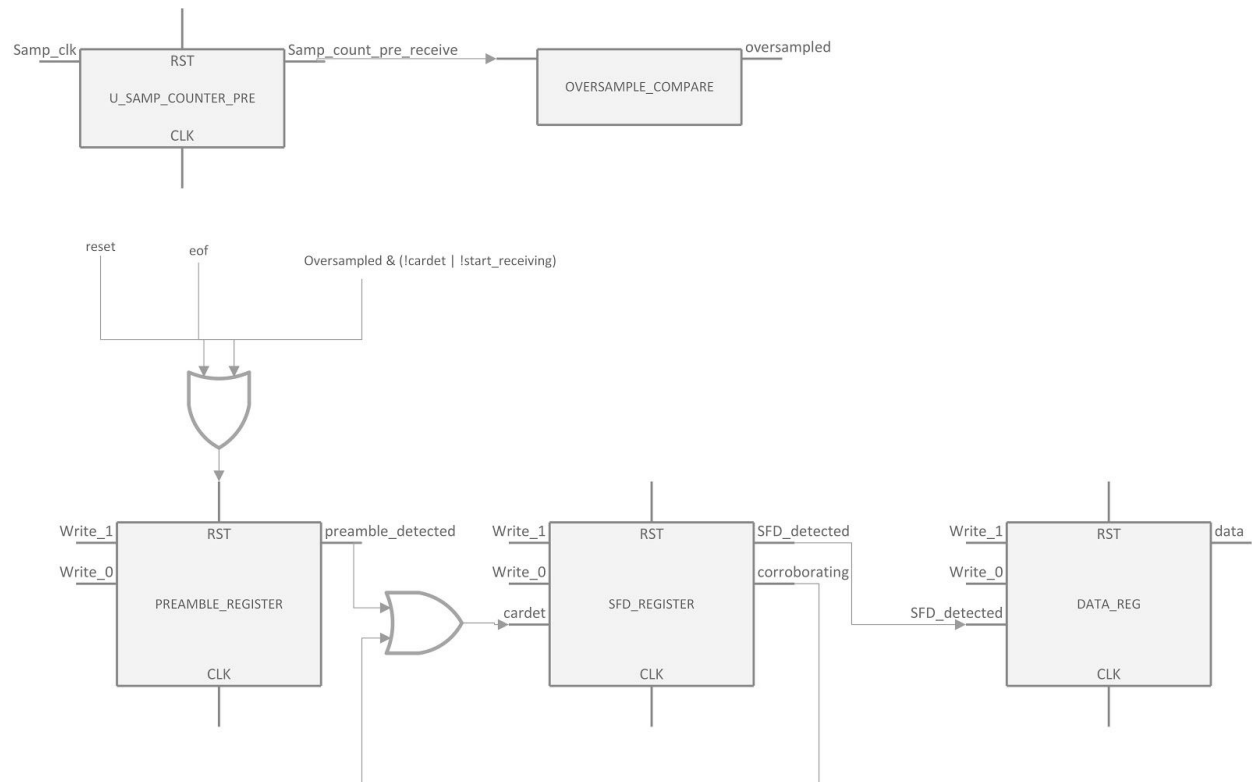 Samp_clk
RST
Samp_count_pre_receive
oversampled
U_SAMP_COUNTER_PRE
OVERSAMPLE_COMPARE
CLK
reset
eof
Oversampled & (!cardet | !start_receiving)
Write_1
RST
preamble_detected
Write_0
PREAMBLE_REGISTER
CLK
Write_1
RST
SFD_detected
Write_0
corroborating
cardet
SFD_REGISTER
CLK
Write_1
RST
data
Write_0
SFD_detected
DATA_REG
CLK